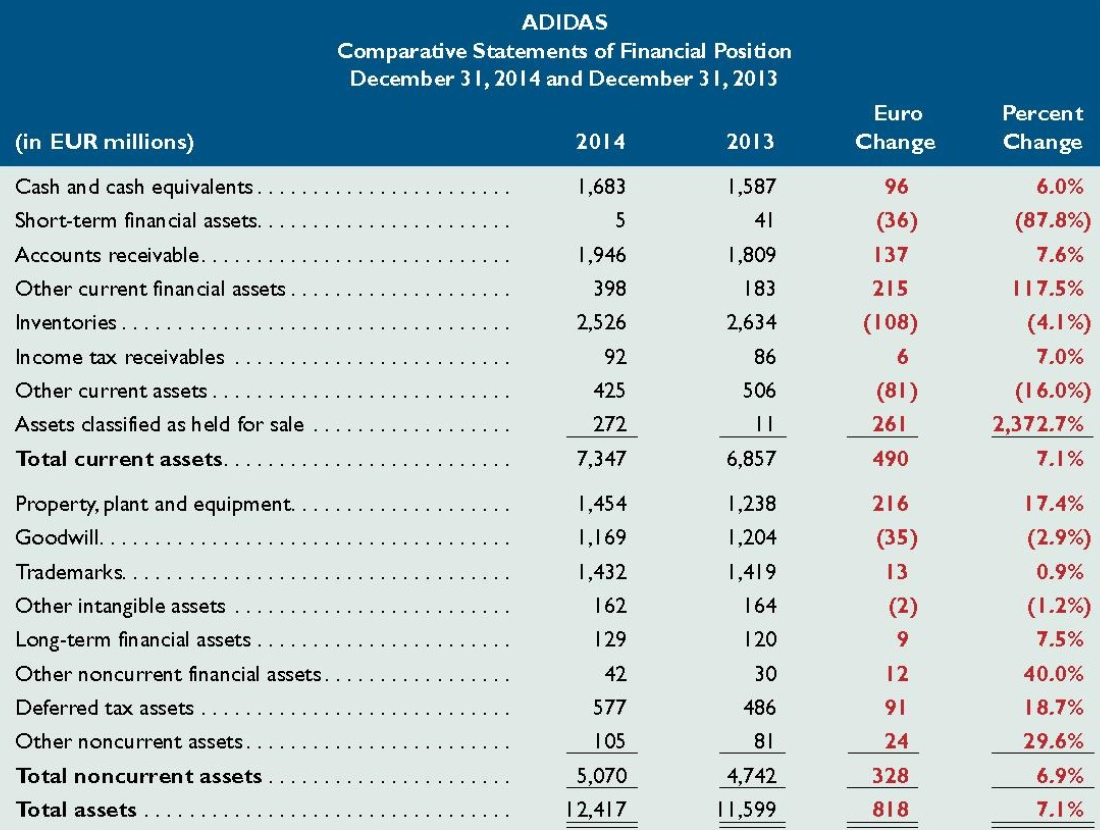 ADIDAS
Comparative Statements of Financial Position
December 31, 2014 and December 31, 2013
(in EUR millions) 2014 2013 Euro Change Percent Change
Cash and cash equivalents 1,683 1,587 96 6.0%
Short-term financial assets 5 41 (36) (87.8%)
Accounts receivable 1,946 1,809 137 7.6%
Other current financial assets 398 183 215 117.5%
Inventories 2,526 2,634 (108) (4.1%)
Income tax receivables 92 86 6 7.0%
Other current assets 425 506 (81) (16.0%)
Assets classified as held for sale 272 11 261 2,372.7%
Total current assets 7,347 6,857 490 7.1%
Property, plant and equipment 1,454 1,238 216 17.4%
Goodwill 1,169 1,204 (35) (2.9%)
Trademarks 1,432 1,419 13 0.9%
Other intangible assets 162 164 (2) (1.2%)
Long-term financial assets 129 120 9 7.5%
Other noncurrent financial assets 42 30 12 40.0%
Deferred tax assets 577 486 91 18.7%
Other noncurrent assets 105 81 24 29.6%
Total noncurrent assets 5,070 4,742 328 6.9%
Total assets 12,417 11,599 818 7.1%